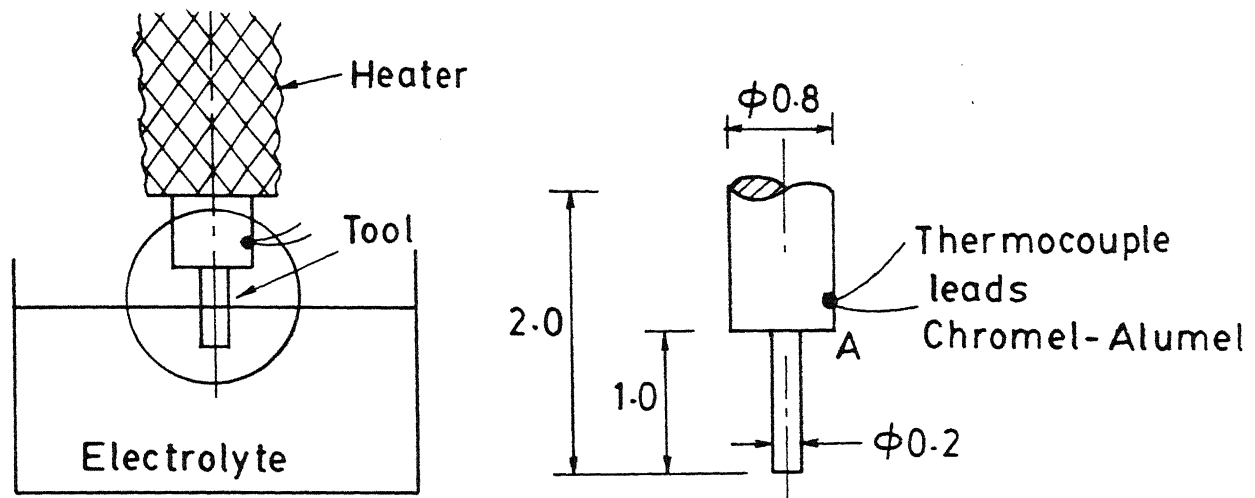 Heater
Tool
Electrolyte
ϕ0.8
2.0
1.0
A
ϕ0.2
Thermocouple
leads
Chromel-Alumel